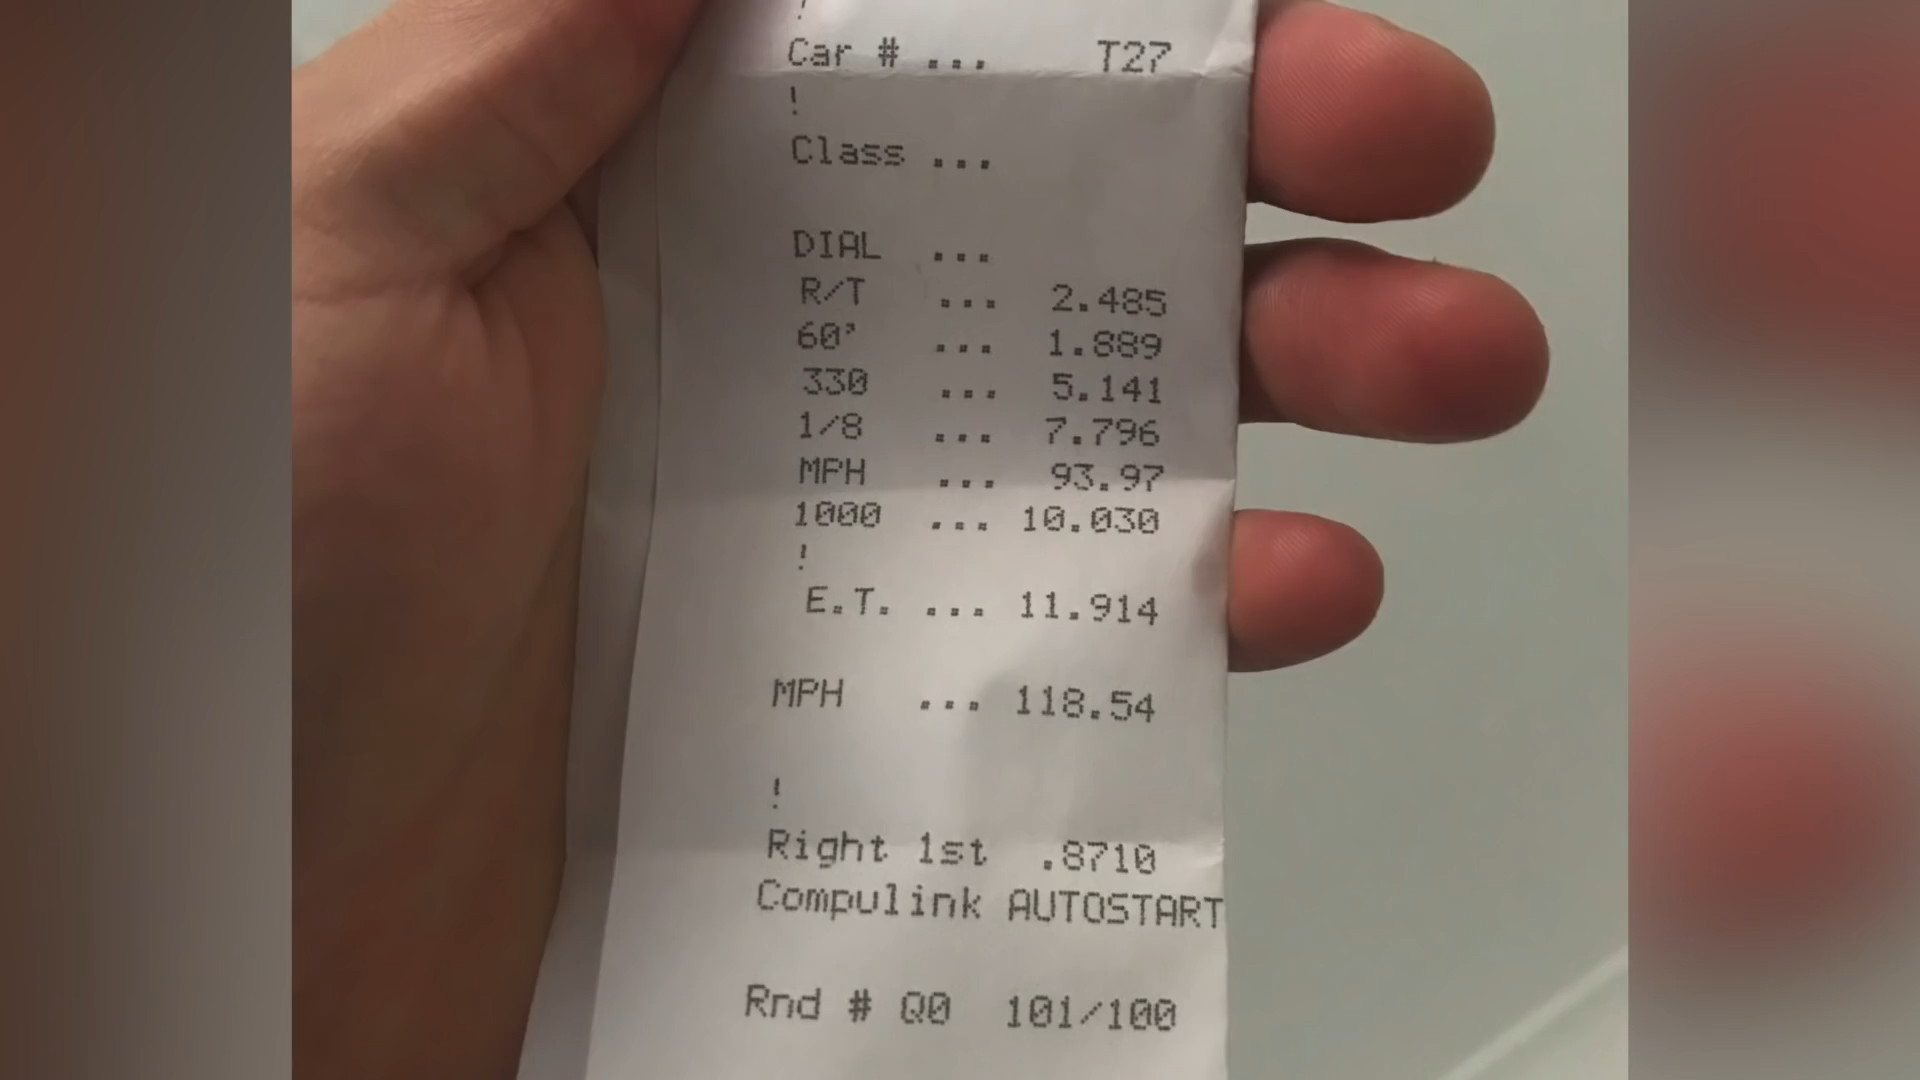 !
Car # ... T27
!
Class ...
DIAL ...
R/T ... 2.485
60' ... 1.889
330 ... 5.141
1/8 ... 7.796
MPH ... 93.97
1000 ... 10.030
!
E.T. ... 11.914
MPH ... 118.54
!
Right 1st .8710
Compulink AUTOSTART
Rnd # Q0 101/100